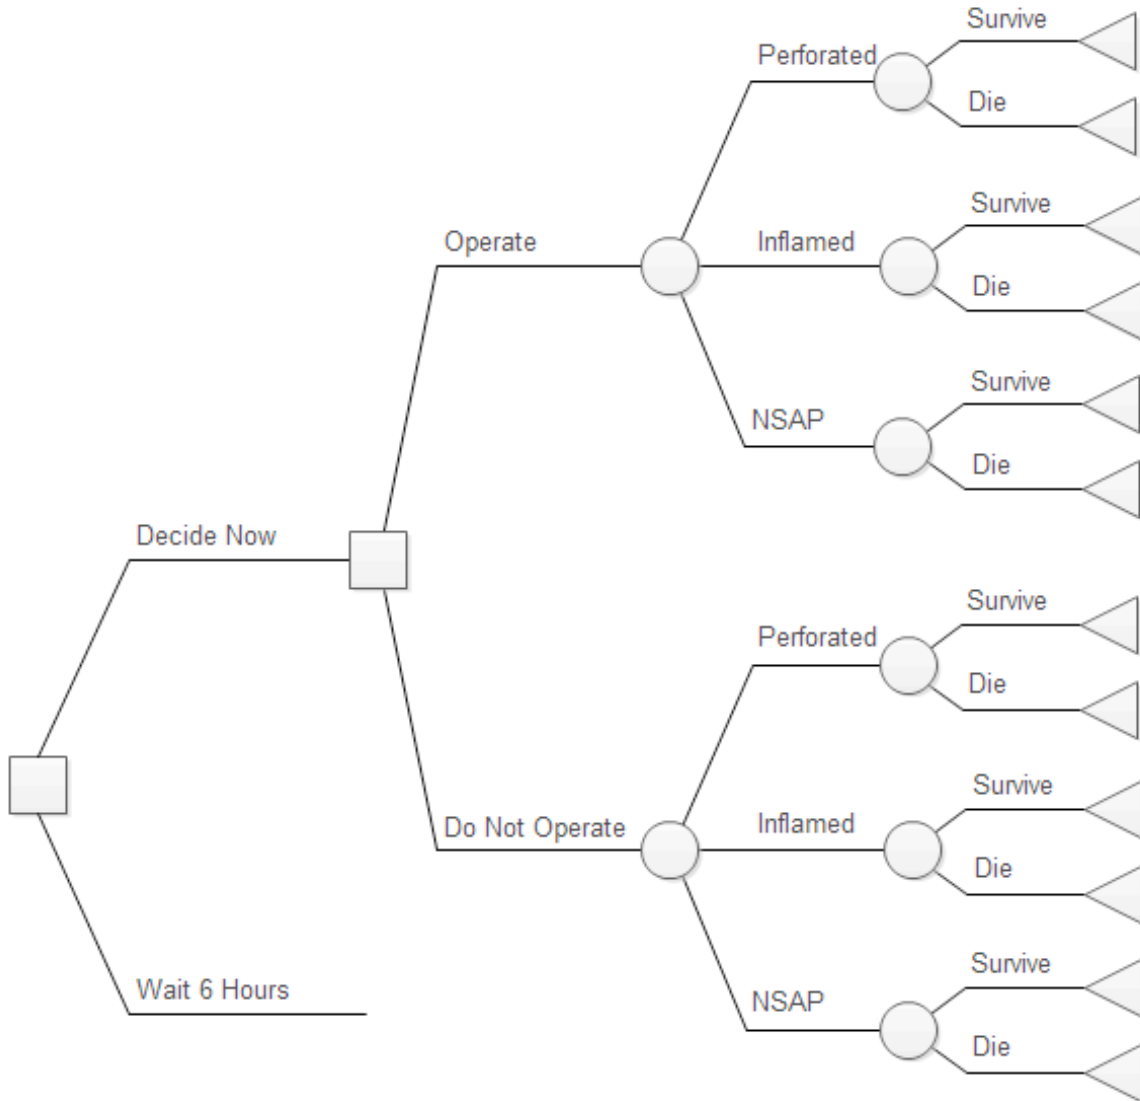 Survive
Perforated
Die
Survive
Operate
Inflamed
Die
Survive
NSAP
Die
Decide Now
Survive
Perforated
Die
Survive
Do Not Operate
Inflamed
Die
Survive
Wait 6 Hours
NSAP
Die